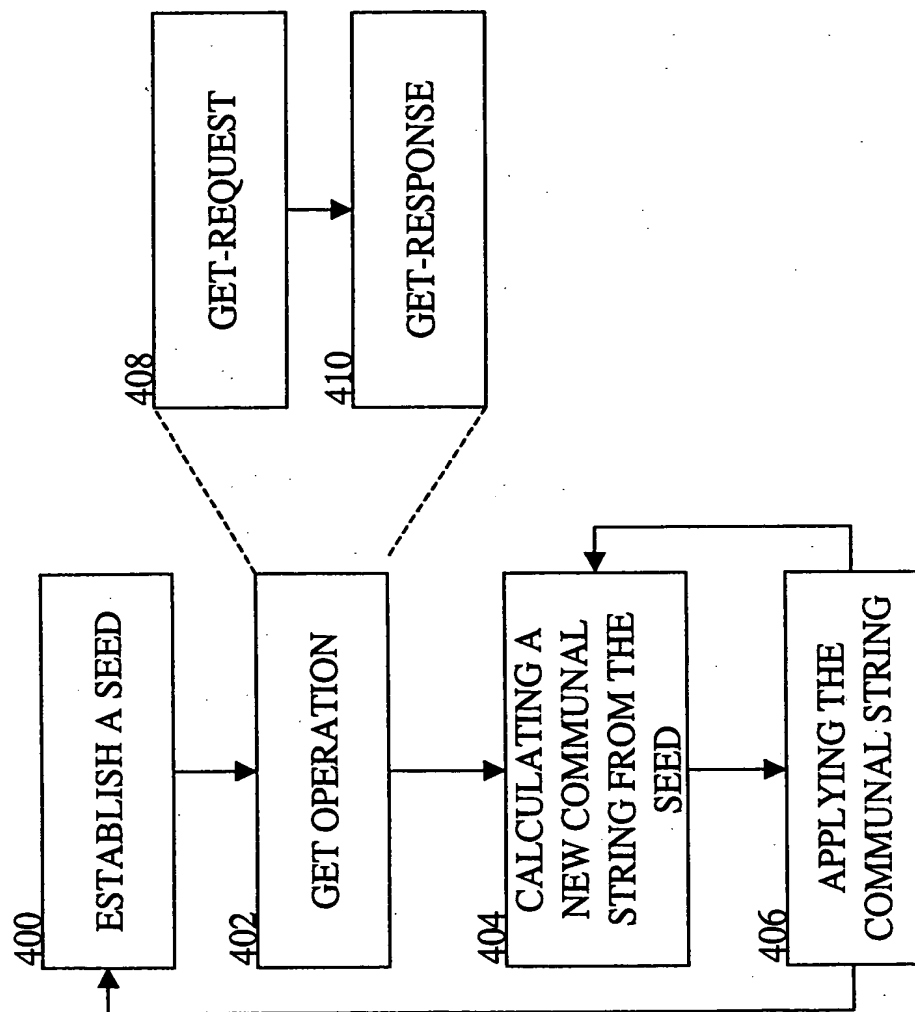 400
ESTABLISH A SEED
402
GET OPERATION
404
CALCULATING A
NEW COMMUNAL
STRING FROM THE
SEED
406
APPLYING THE
COMMUNAL STRING
408
GET-REQUEST
410
GET-RESPONSE